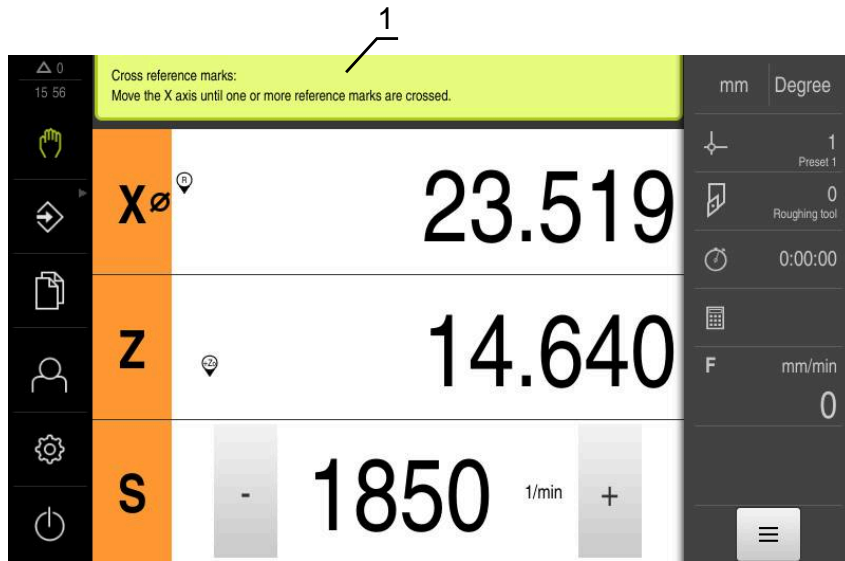 1
0
15 56
Cross reference marks:
Move the X axis until one or more reference marks are crossed.
mm Degree
X⌀ R 23.519
1
Preset 1
0
Roughing tool
0:00:00
Z 14.640
F mm/min
0
S - 1850 1/min +